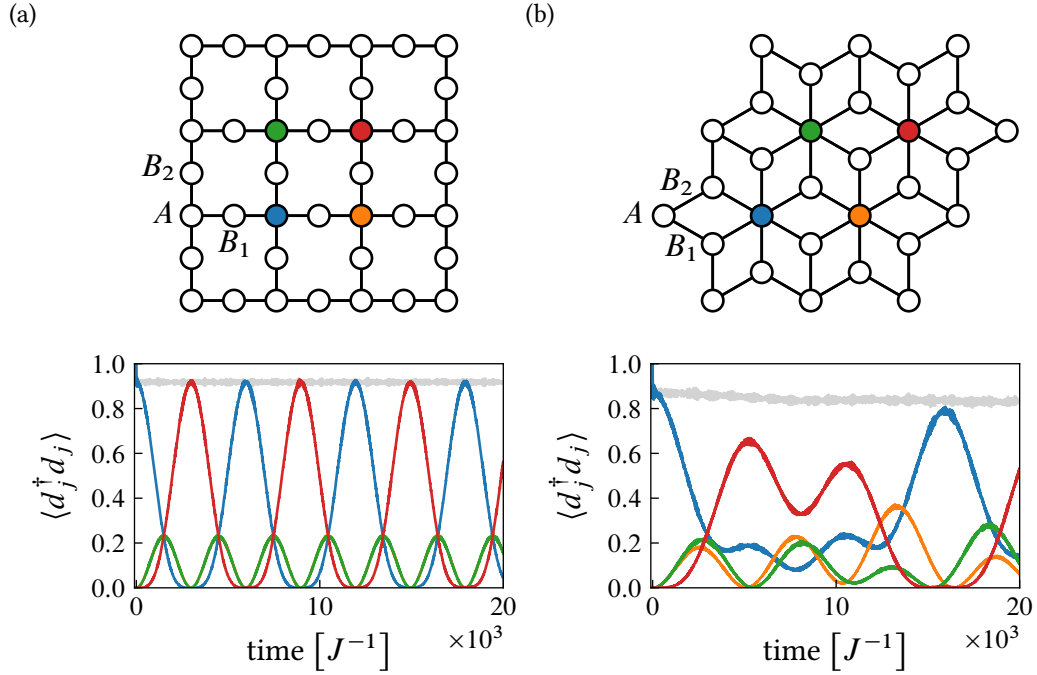 (a)
(b)
B₂
A
B₁
B₂
A
B₁
1.0
0.8
0.6
0.4
0.2
0.0
⟨d†ⱼ dⱼ⟩
0 10 20
×10³
time [J⁻¹]
1.0
0.8
0.6
0.4
0.2
0.0
⟨d†ⱼ dⱼ⟩
0 10 20
×10³
time [J⁻¹]